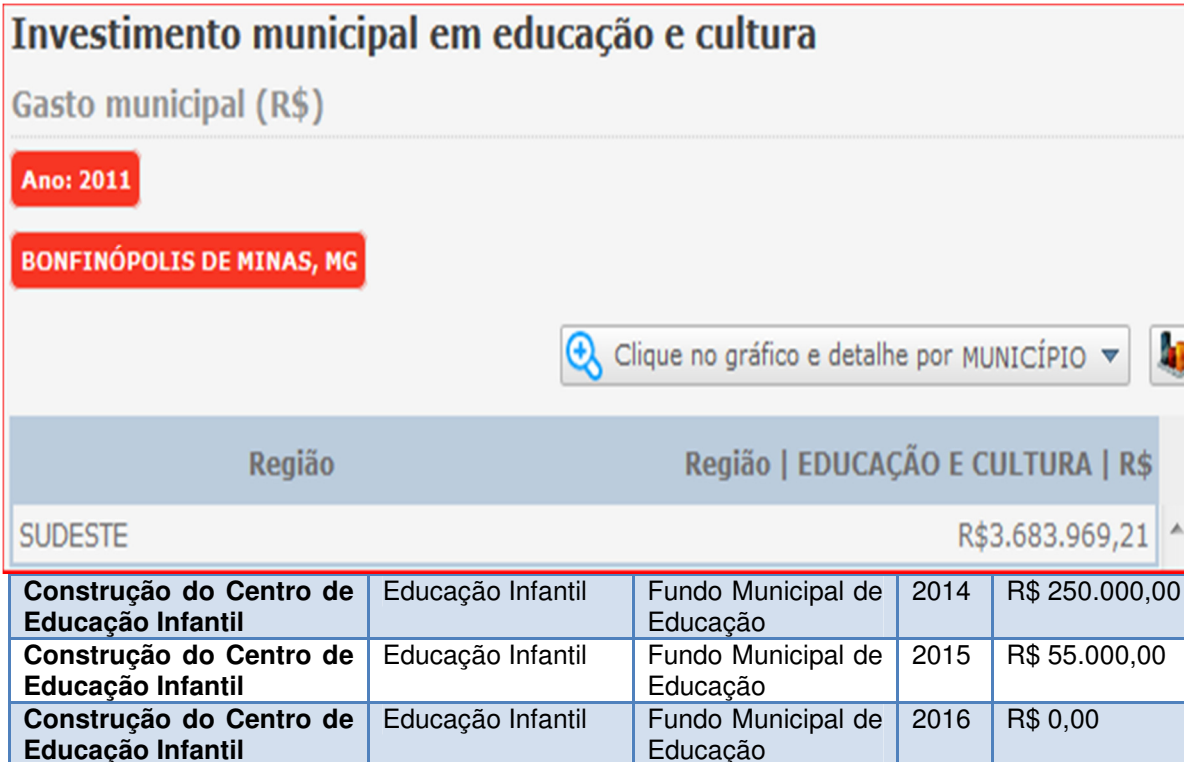 Investimento municipal em educação e cultura
Gasto municipal (R$)
Ano: 2011
BONFINÓPOLIS DE MINAS, MG
Clique no gráfico e detalhe por MUNICÍPIO
Região Região | EDUCAÇÃO E CULTURA | R$
SUDESTE R$3.683.969,21
Construção do Centro de Educação Infantil Educação Infantil Fundo Municipal de Educação 2014 R$ 250.000,00
Construção do Centro de Educação Infantil Educação Infantil Fundo Municipal de Educação 2015 R$ 55.000,00
Construção do Centro de Educação Infantil Educação Infantil Fundo Municipal de Educação 2016 R$ 0,00